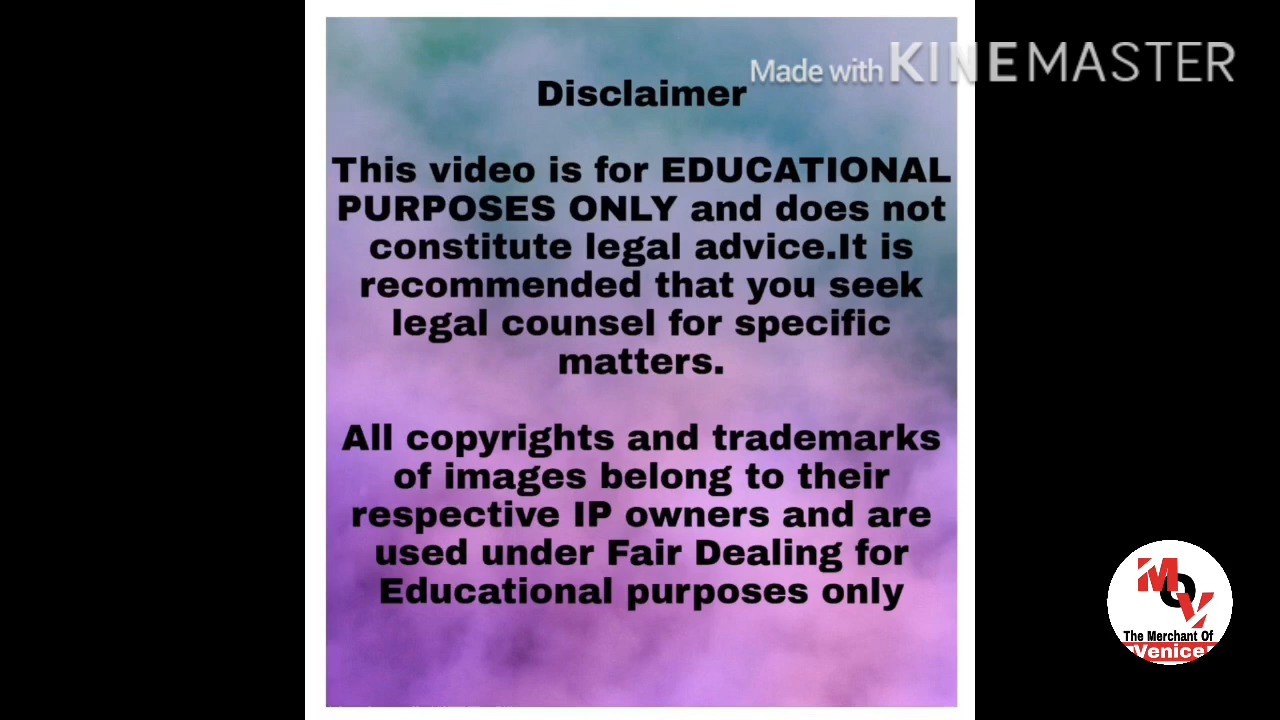 Made with KINEMASTER
Disclaimer
This video is for EDUCATIONAL
PURPOSES ONLY and does not
constitute legal advice.It is
recommended that you seek
legal counsel for specific
matters.
All copyrights and trademarks
of images belong to their
respective IP owners and are
used under Fair Dealing for
Educational purposes only
MOV
The Merchant Of
Venice